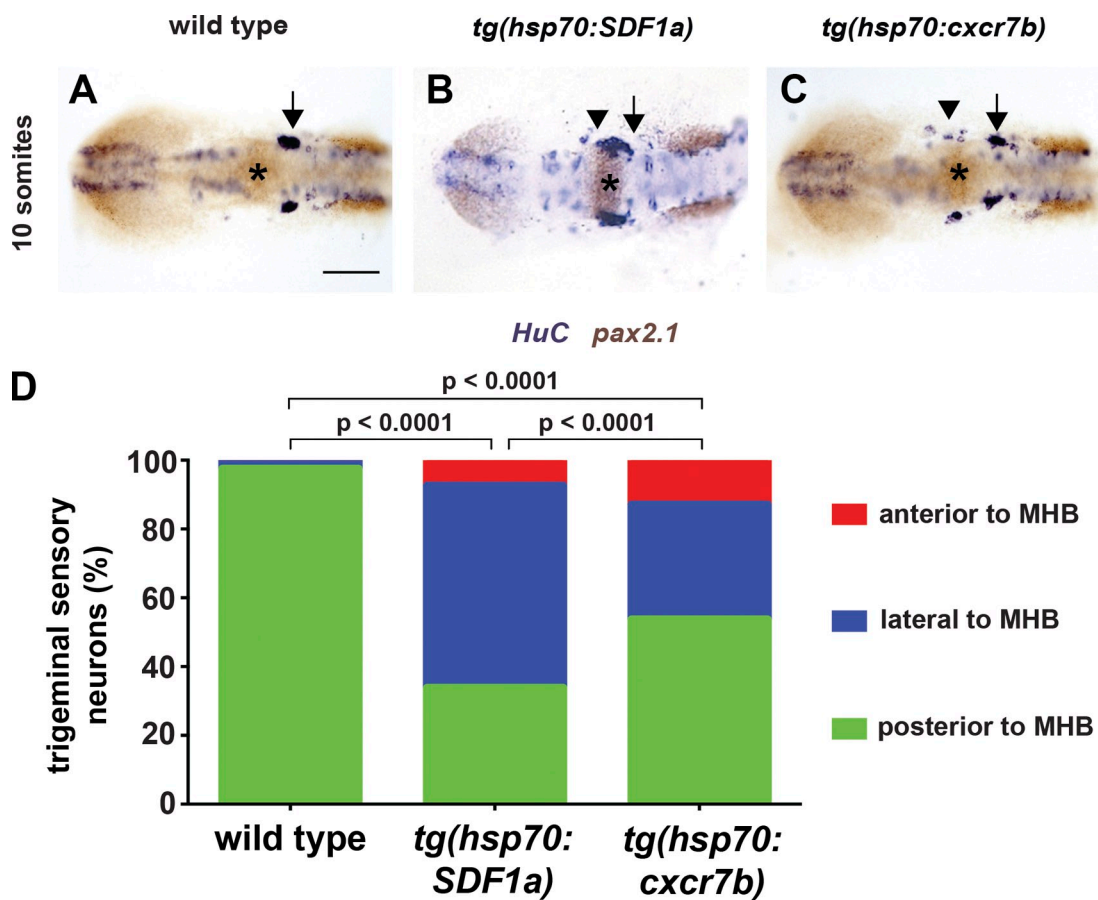 wild type
tg(hsp70:SDF1a)
tg(hsp70:cxcr7b)
10 somites
A
B
C
*
*
*
HuC pax2.1
D
p < 0.0001
p < 0.0001
p < 0.0001
trigeminal sensory
neurons (%)
100
80
60
40
20
0
wild type
tg(hsp70:
SDF1a)
tg(hsp70:
cxcr7b)
anterior to MHB
lateral to MHB
posterior to MHB